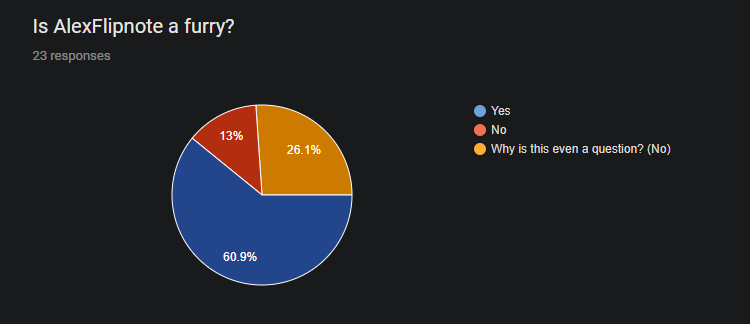 Is AlexFlipnote a furry?
23 responses
Yes
No
Why is this even a question? (No)
13%
26.1%
60.9%